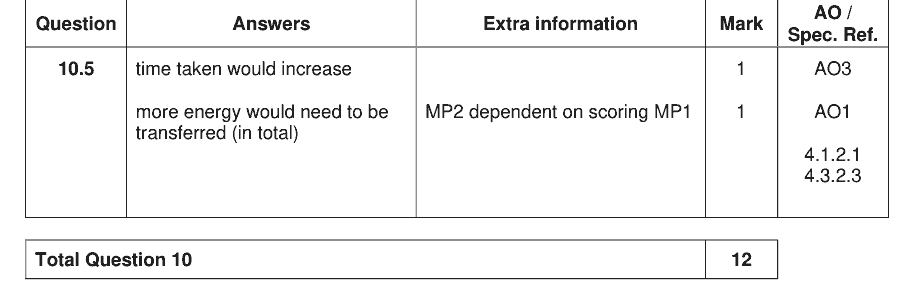 Question Answers Extra information Mark AO /
Spec. Ref.
10.5 time taken would increase 1 AO3
more energy would need to be MP2 dependent on scoring MP1 1 AO1
transferred (in total)
4.1.2.1
4.3.2.3
Total Question 10 12